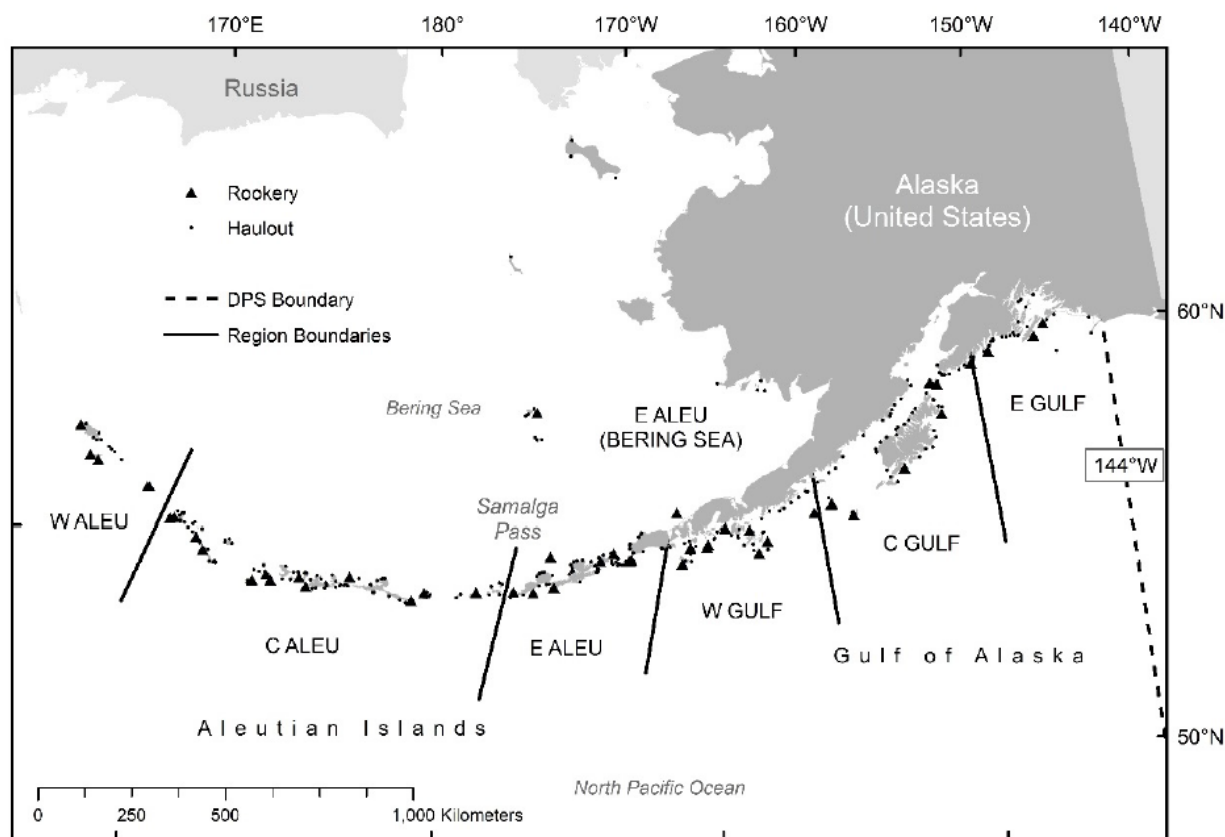 170°E 180° 170°W 160°W 150°W 140°W
Russia
Rookery
Haulout
Alaska
(United States)
DPS Boundary
Region Boundaries
60°N
Bering Sea
E ALEU
(BERING SEA)
E GULF
144°W
Samalga
Pass
W ALEU
C GULF
W GULF
C ALEU
E ALEU
Gulf of Alaska
Aleutian Islands
50°N
North Pacific Ocean
0 250 500 1,000 Kilometers